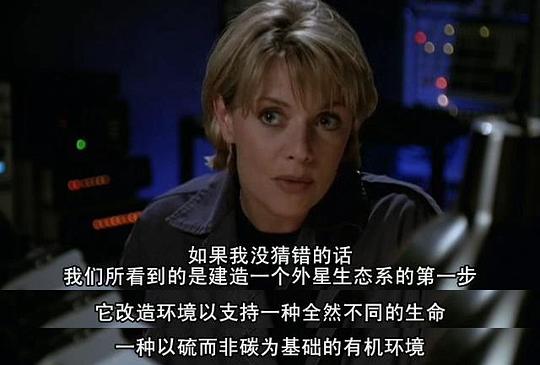 如果我没猜错的话
我们所看到的是建造一个外星生态系的第一步
它改造环境以支持一种全然不同的生命
一种以硫而非碳为基础的有机环境